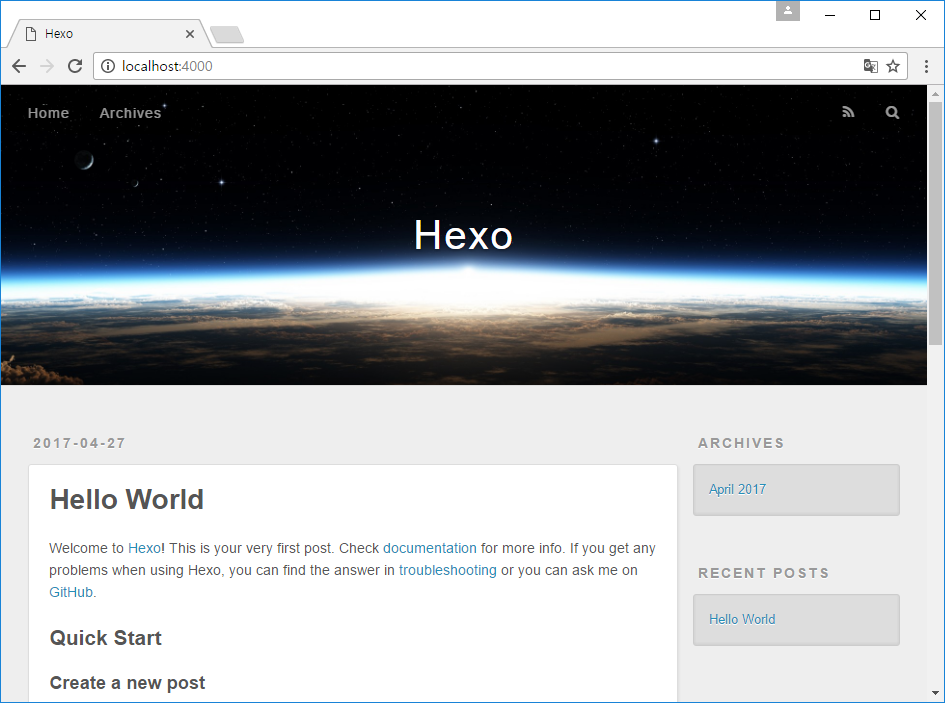 Hexo
localhost:4000
Home Archives
Hexo
2017-04-27
Hello World
Welcome to Hexo! This is your very first post. Check documentation for more info. If you get any
problems when using Hexo, you can find the answer in troubleshooting or you can ask me on
GitHub.
Quick Start
Create a new post
ARCHIVES
April 2017
RECENT POSTS
Hello World